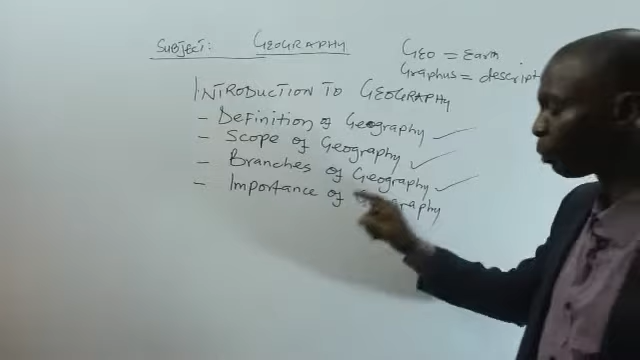 SUBJECT: GEOGRAPHY
GEO = Earth
Graphus = descript
INTRODUCTION TO GEOGRAPHY
- Definition of Geography
- Scope of Geography
- Branches of Geography
- Importance of Geography